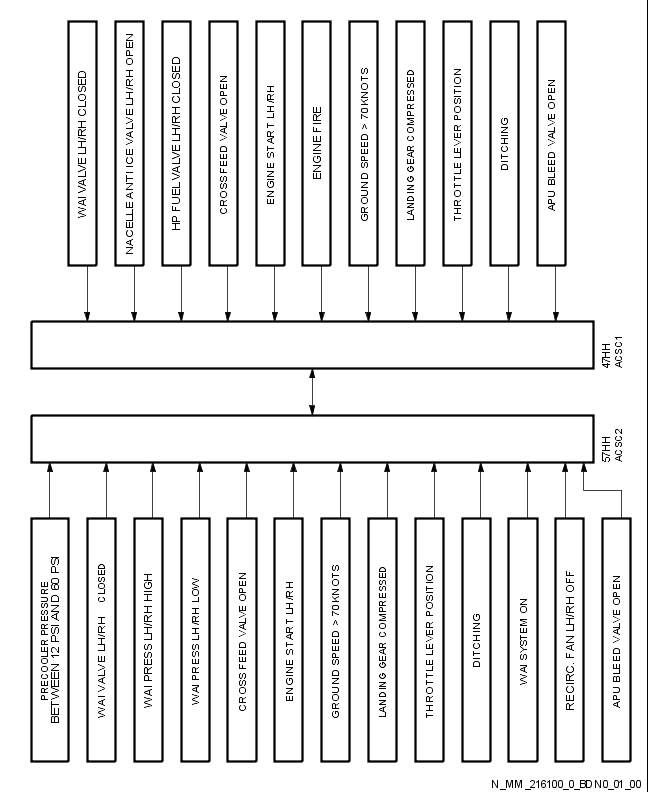 WAI VALVE LH/RH CLOSED
NACELLE ANTI ICE VALVE LH/RH OPEN
HP FUEL VALVE LH/RH CLOSED
CROSS FEED VALVE OPEN
ENGINE START LH/RH
ENGINE FIRE
GROUND SPEED > 70KNOTS
LANDING GEAR COMPRESSED
THROTTLE LEVER POSITION
DITCHING
APU BLEED VALVE OPEN
47HH
ACSC1
57HH
ACSC2
PRECOOLER PRESSURE
BETWEEN 12 PSI AND 60 PSI
WAI VALVE LH/RH CLOSED
WAI PRESS LH/RH HIGH
WAI PRESS LH/RH LOW
CROSS FEED VALVE OPEN
ENGINE START LH/RH
GROUND SPEED > 70KNOTS
LANDING GEAR COMPRESSED
THROTTLE LEVER POSITION
DITCHING
WAI SYSTEM ON
RECIRC. FAN LH/RH OFF
APU BLEED VALVE OPEN
N_MM_216100_0_BDN0_01_00